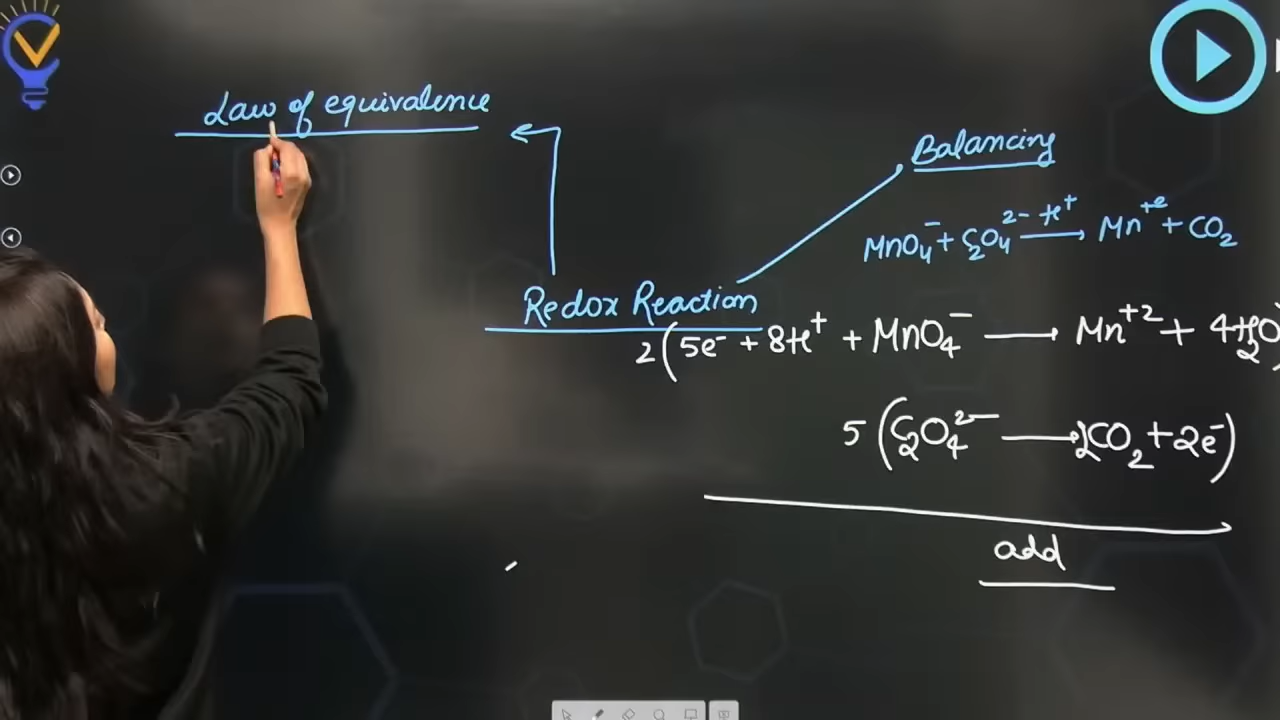 Law of equivalence
Balancing
MnO₄⁻ + C₂O₄²⁻ —H⁺→ Mn⁺² + CO₂
Redox Reaction
2(5e⁻ + 8H⁺ + MnO₄⁻ → Mn⁺² + 4H₂O)
5(C₂O₄²⁻ → 2CO₂ + 2e⁻)
add